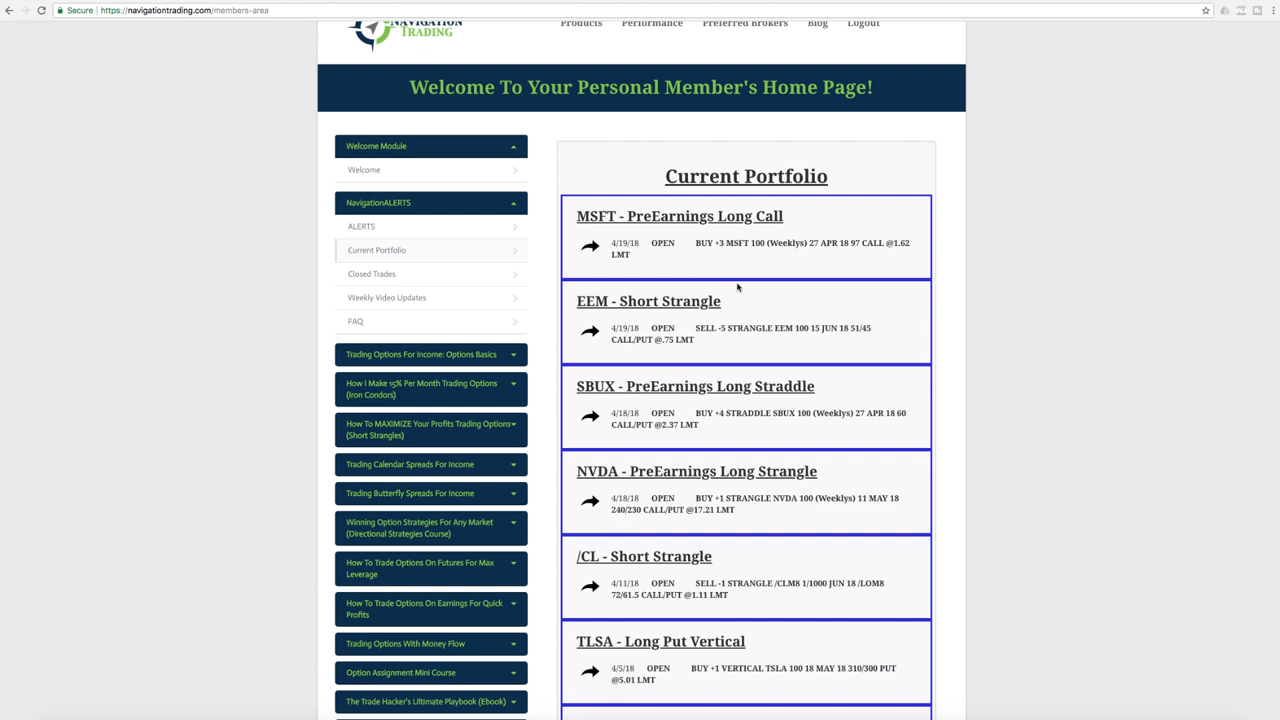 Secure https://navigationtrading.com/members-area
NAVIGATION
TRADING
Products Performance Preferred Brokers Blog Logout
Welcome To Your Personal Member's Home Page!
Welcome Module
Welcome
NavigationALERTS
ALERTS
Current Portfolio
Closed Trades
Weekly Video Updates
FAQ
Trading Options For Income: Options Basics
How I Make 15% Per Month Trading Options
(Iron Condors)
How To MAXIMIZE Your Profits Trading Options
(Short Strangles)
Trading Calendar Spreads For Income
Trading Butterfly Spreads For Income
Winning Option Strategies For Any Market
(Directional Strategies Course)
How To Trade Options On Futures For Max
Leverage
How To Trade Options On Earnings For Quick
Profits
Trading Options With Money Flow
Option Assignment Mini Course
The Trade Hacker's Ultimate Playbook (Ebook)
Current Portfolio
MSFT - PreEarnings Long Call
4/19/18 OPEN BUY +3 MSFT 100 (Weeklys) 27 APR 18 97 CALL @1.62
LMT
EEM - Short Strangle
4/19/18 OPEN SELL -5 STRANGLE EEM 100 15 JUN 18 51/45
CALL/PUT @.75 LMT
SBUX - PreEarnings Long Straddle
4/18/18 OPEN BUY +4 STRADDLE SBUX 100 (Weeklys) 27 APR 18 60
CALL/PUT @2.37 LMT
NVDA - PreEarnings Long Strangle
4/18/18 OPEN BUY +1 STRANGLE NVDA 100 (Weeklys) 11 MAY 18
240/230 CALL/PUT @17.21 LMT
/CL - Short Strangle
4/11/18 OPEN SELL -1 STRANGLE /CLM8 1/1000 JUN 18 /LOM8
72/61.5 CALL/PUT @1.11 LMT
TLSA - Long Put Vertical
4/5/18 OPEN BUY +1 VERTICAL TSLA 100 18 MAY 18 310/300 PUT
@5.01 LMT